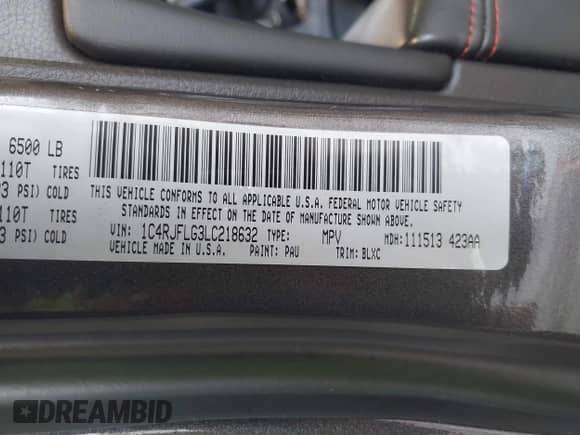 6500 LB
110T TIRES
3 PSI) COLD
110T TIRES
3 PSI) COLD
THIS VEHICLE CONFORMS TO ALL APPLICABLE U.S.A. FEDERAL MOTOR VEHICLE SAFETY
STANDARDS IN EFFECT ON THE DATE OF MANUFACTURE SHOWN ABOVE.
VIN: 1C4RJFLG3LC218632 TYPE: MPV MDH: 111513 423AA
VEHICLE MADE IN U.S.A. PAINT: PAU TRIM: BLXC
DREAMBID